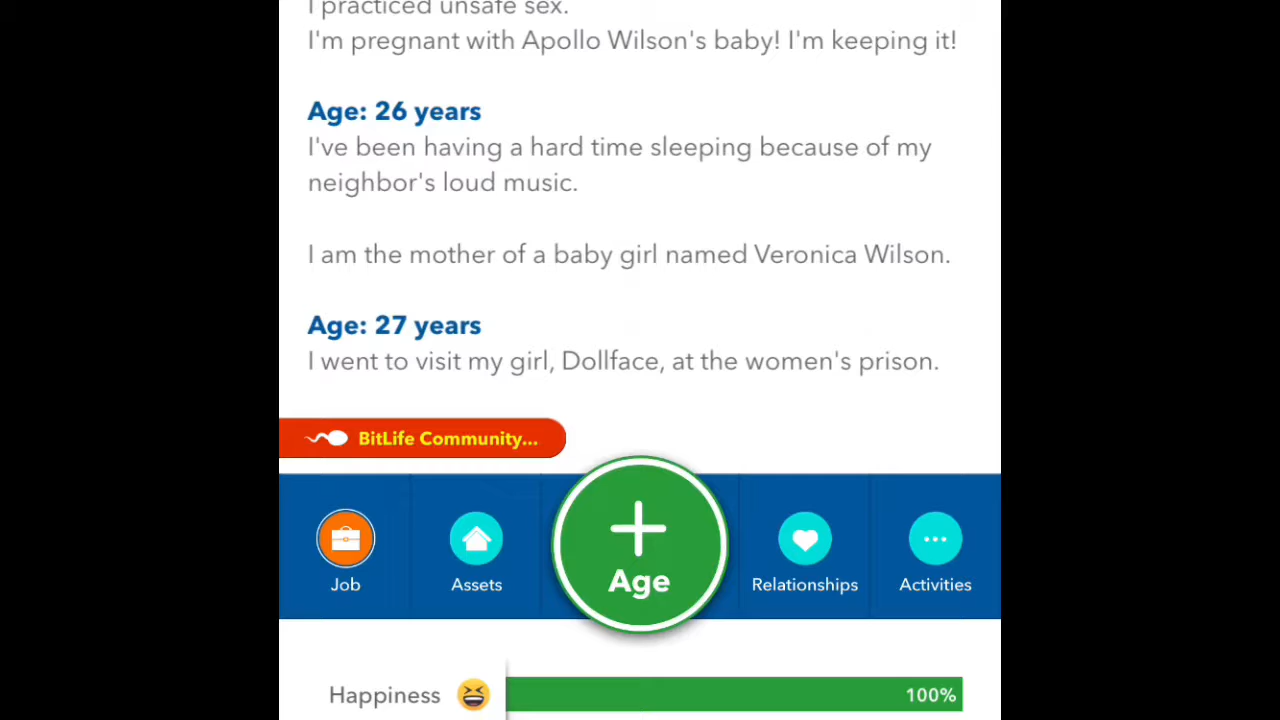 I practiced unsafe sex.
I'm pregnant with Apollo Wilson's baby! I'm keeping it!
Age: 26 years
I've been having a hard time sleeping because of my
neighbor's loud music.
I am the mother of a baby girl named Veronica Wilson.
Age: 27 years
I went to visit my girl, Dollface, at the women's prison.
BitLife Community...
Job
Assets
Age
Relationships
Activities
Happiness
100%